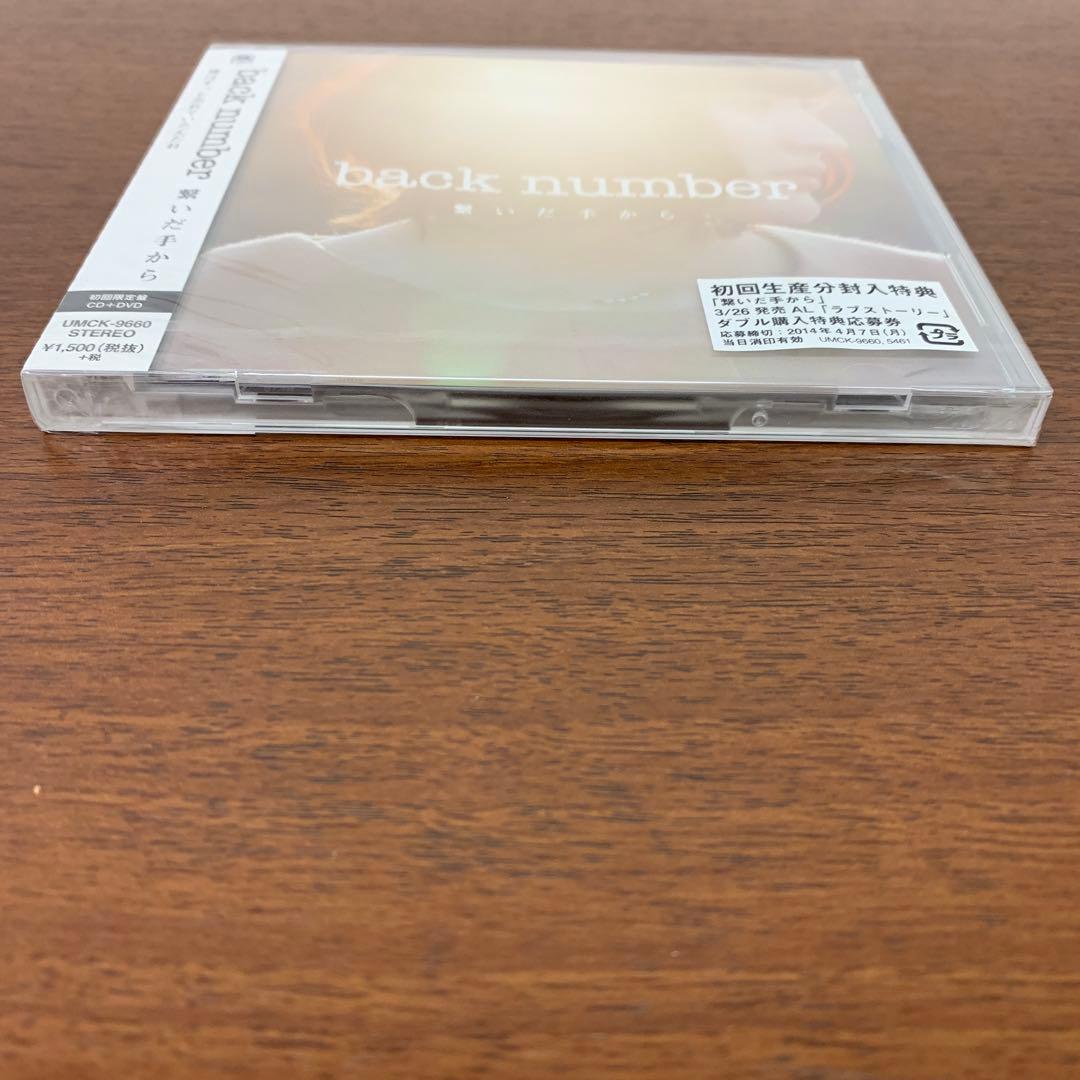 back number 繋いだ手から
初回限定盤
CD+DVD
UMCK-9660
STEREO
¥1,500(税抜)
+税
back number
繋いだ手から
初回生産分封入特典
「繋いだ手から」
3/26 発売 AL「ラブストーリー」
ダブル購入特典応募券
応募締切:2014年4月7日(月)
当日消印有効 UMCK-9660, 5461
プラ